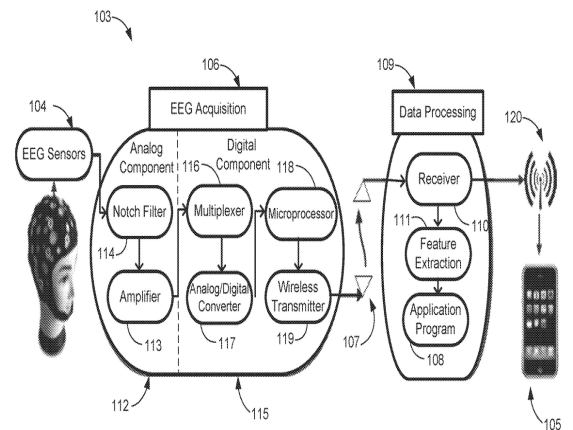 103
106
109
104
EEG Acquisition
Data Processing
120
EEG Sensors
Analog
Component
Digital
Component
116
118
Notch Filter
Multiplexer
Microprocessor
Receiver
114
111
110
Feature
Extraction
Amplifier
Analog/Digital
Converter
Wireless
Transmitter
Application
Program
113
117
119
107
108
112
115
105